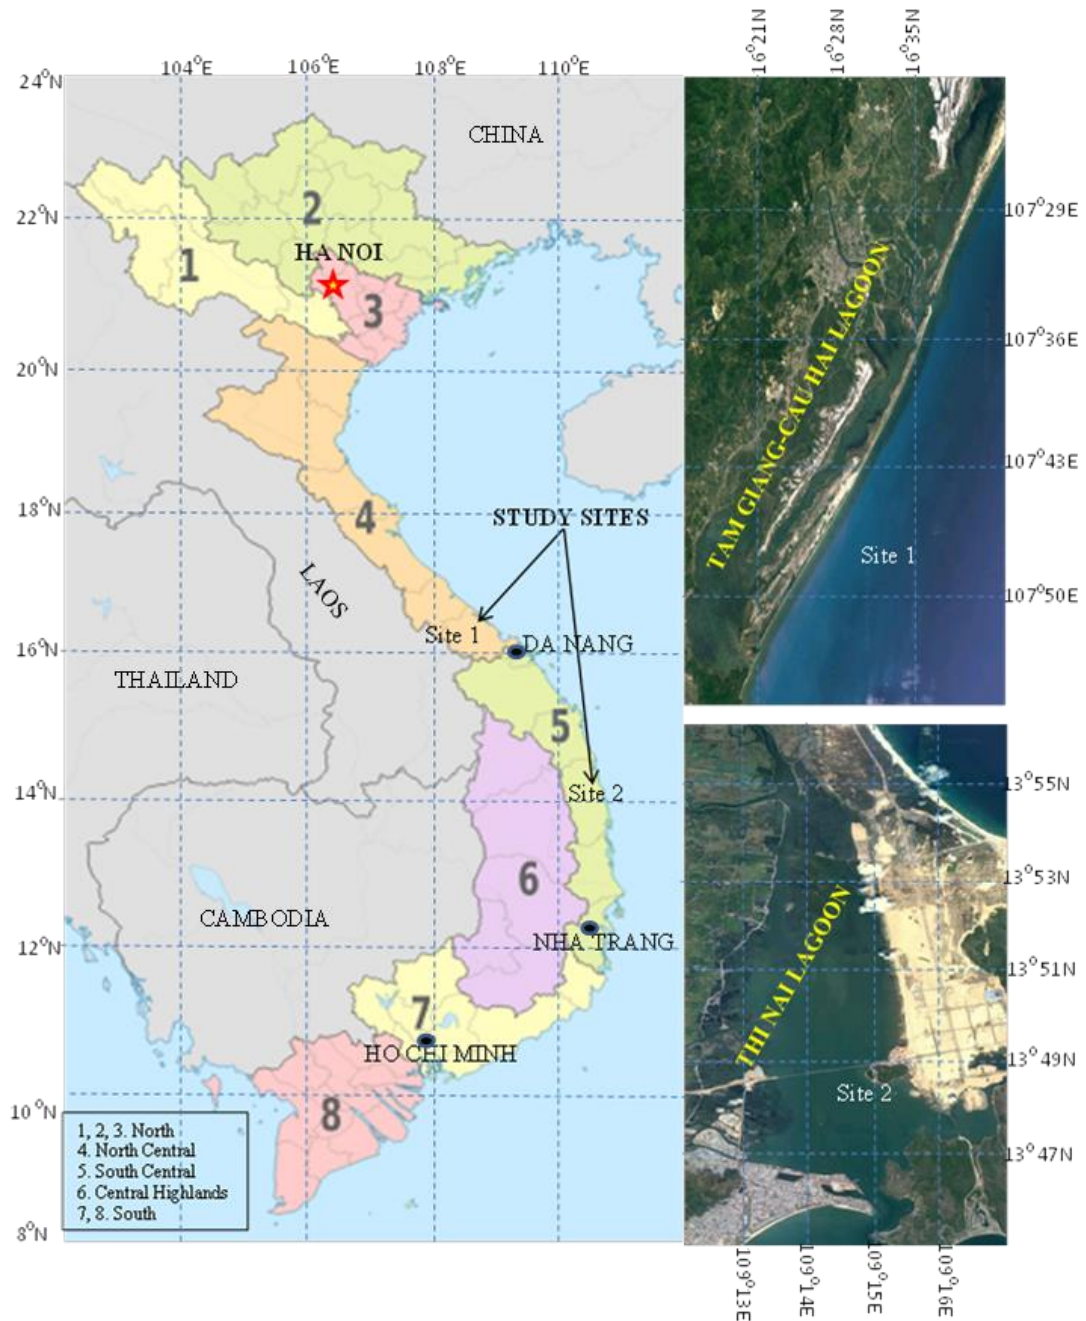 104°E 106°E 108°E 110°E
24°N
22°N
20°N
18°N
16°N
14°N
12°N
10°N
8°N
CHINA
2
HA NOI
1
3
4
STUDY SITES
LAOS
Site 1
DA NANG
THAILAND
5
Site 2
6
CAMBODIA
NHA TRANG
7
HO CHI MINH
8
1, 2, 3. North
4. North Central
5. South Central
6. Central Highlands
7, 8. South
16°21N 16°28N 16°35N
107°29E
107°36E
107°43E
107°50E
TAM GIANG-CAU HAI LAGOON
Site 1
13°55N
13°53N
13°51N
13°49N
13°47N
THI NAI LAGOON
Site 2
109°13E 109°14E 109°15E 109°16E